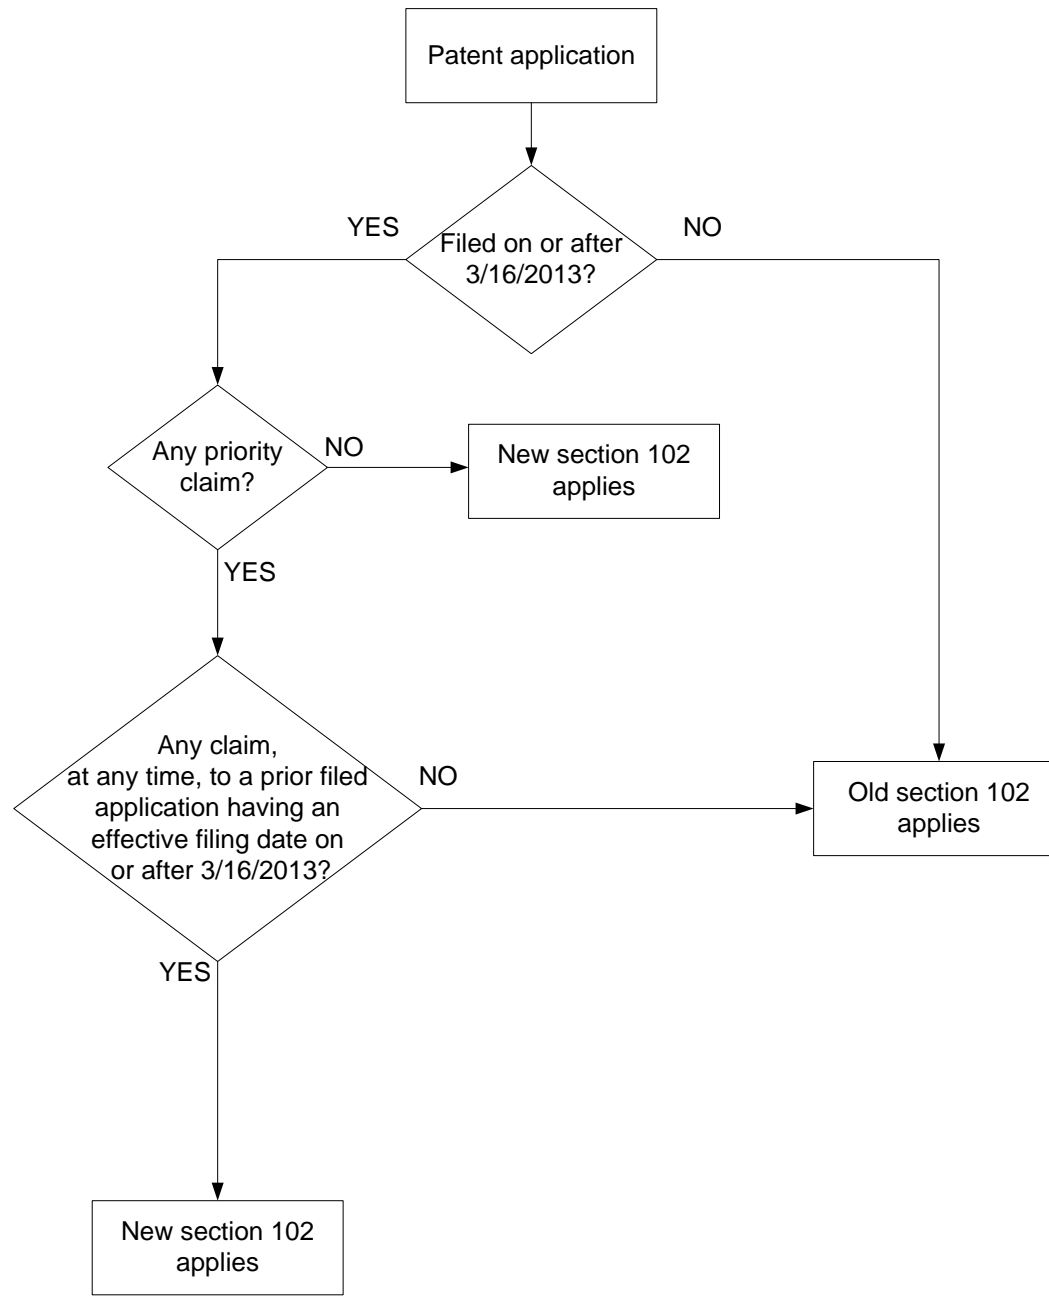 Patent application
YES
NO
Filed on or after
3/16/2013?
Any priority
claim?
NO
New section 102
applies
YES
Any claim,
at any time, to a prior filed
application having an
effective filing date on
or after 3/16/2013?
NO
Old section 102
applies
YES
New section 102
applies